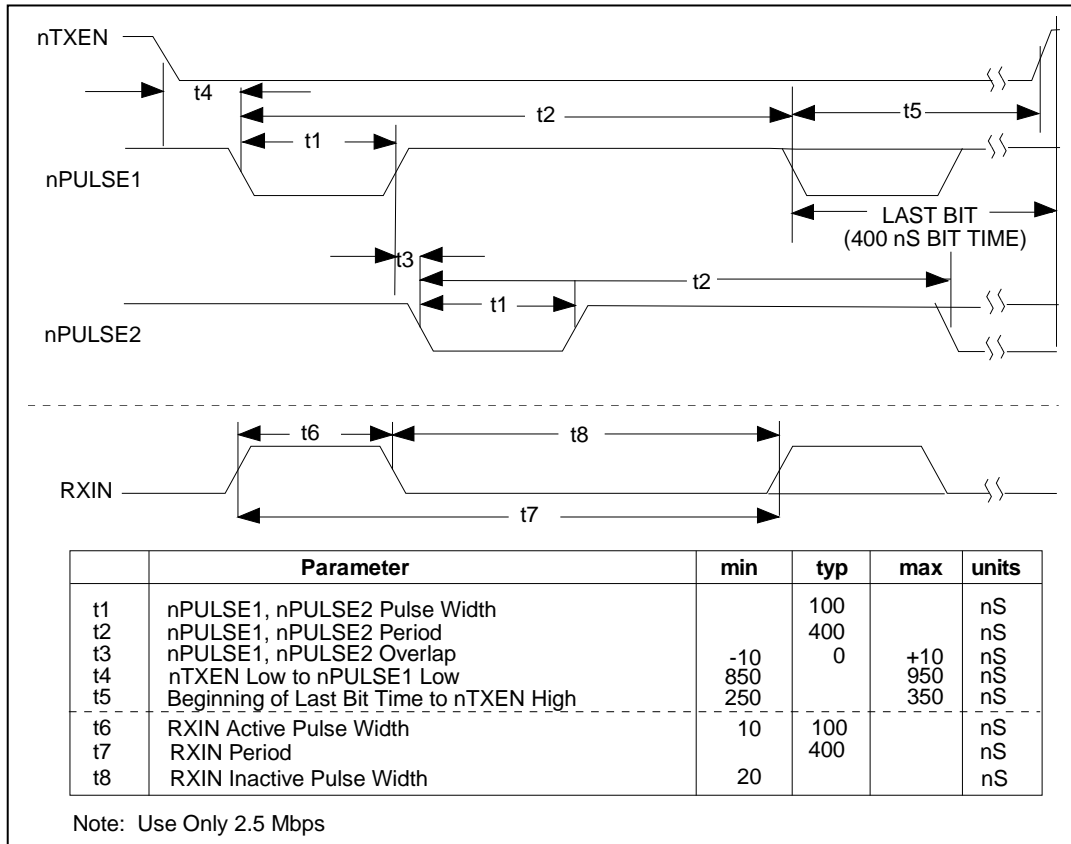 nTXEN
t4
t2
t5
t1
nPULSE1
LAST BIT
(400 nS BIT TIME)
t3
t2
t1
nPULSE2
t6
t8
RXIN
t7
Parameter min typ max units
t1 nPULSE1, nPULSE2 Pulse Width 100 nS
t2 nPULSE1, nPULSE2 Period 400 nS
t3 nPULSE1, nPULSE2 Overlap -10 0 +10 nS
t4 nTXEN Low to nPULSE1 Low 850 950 nS
t5 Beginning of Last Bit Time to nTXEN High 250 350 nS
t6 RXIN Active Pulse Width 10 100 nS
t7 RXIN Period 400 nS
t8 RXIN Inactive Pulse Width 20 nS
Note: Use Only 2.5 Mbps